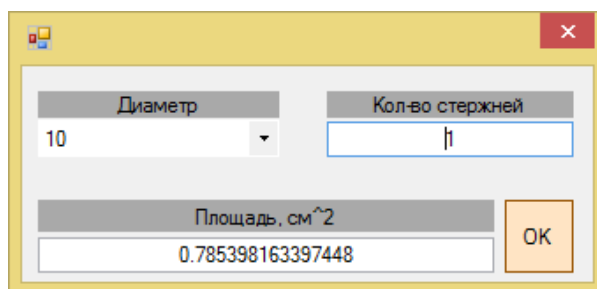 Диаметр
Кол-во стержней
10
1
Площадь, см^2
0.785398163397448
OK